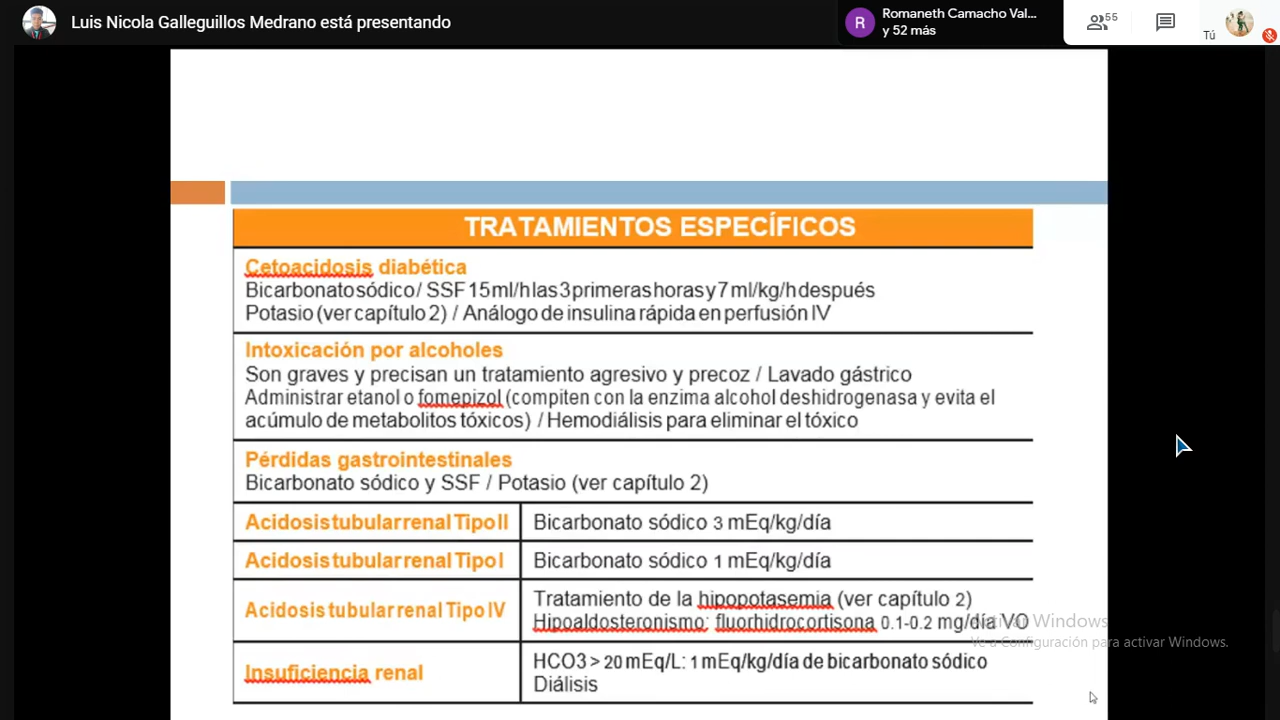 Luis Nicola Galleguillos Medrano está presentando
R
Romaneth Camacho Val...
y 52 más
55
Tú
TRATAMIENTOS ESPECÍFICOS
Cetoacidosis diabética
Bicarbonato sódico / SSF 15 ml/h las 3 primeras horas y 7 ml/kg/h después
Potasio (ver capítulo 2) / Análogo de insulina rápida en perfusión IV
Intoxicación por alcoholes
Son graves y precisan un tratamiento agresivo y precoz / Lavado gástrico
Administrar etanol o fomepizol (compiten con la enzima alcohol deshidrogenasa y evita el
acúmulo de metabolitos tóxicos) / Hemodiálisis para eliminar el tóxico
Pérdidas gastrointestinales
Bicarbonato sódico y SSF / Potasio (ver capítulo 2)
Acidosis tubular renal Tipo II
Bicarbonato sódico 3 mEq/kg/día
Acidosis tubular renal Tipo I
Bicarbonato sódico 1 mEq/kg/día
Acidosis tubular renal Tipo IV
Tratamiento de la hipopotasemia (ver capítulo 2)
Hipoaldosteronismo: fluorhidrocortisona 0.1-0.2 mg/día VO
Insuficiencia renal
HCO3 > 20 mEq/L: 1 mEq/kg/día de bicarbonato sódico
Diálisis
Activar Windows
Ve a Configuración para activar Windows.